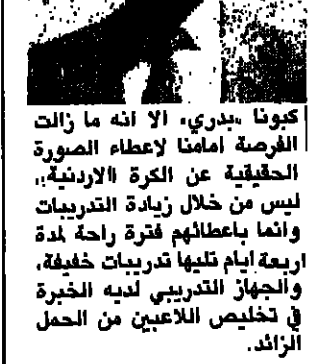 كبونا «بدري» الا انه ما زالت
الفرصة امامنا لاعطاء الصورة
الحقيقية عن الكرة الاردنية..
ليس من خلال زيادة التدريبات
وانما باعطائهم فترة راحة لمدة
اربعة ايام تليها تدريبات خفيفة،
والجهاز التدريبي لديه الخبرة
في تخليص اللاعبين من الحمل
الزائد.